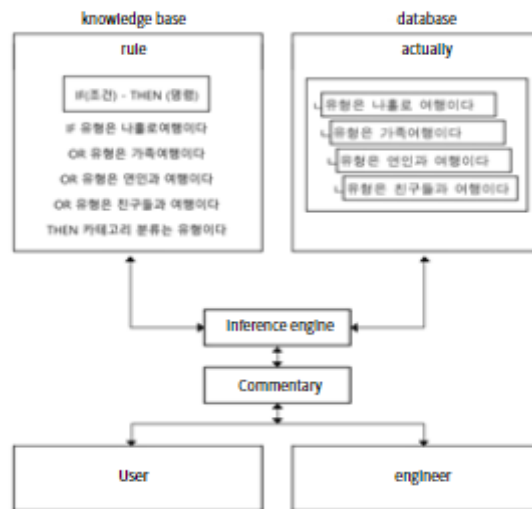 knowledge base
rule
IF(조건) - THEN (명령)
IF 유형은 나홀로여행이다
OR 유형은 가족여행이다
OR 유형은 연인과 여행이다
OR 유형은 친구들과 여행이다
THEN 카테고리 분류는 유형이다
database
actually
유형은 나홀로 여행이다
유형은 가족여행이다
유형은 연인과 여행이다
유형은 친구들과 여행이다
Inference engine
Commentary
User
engineer